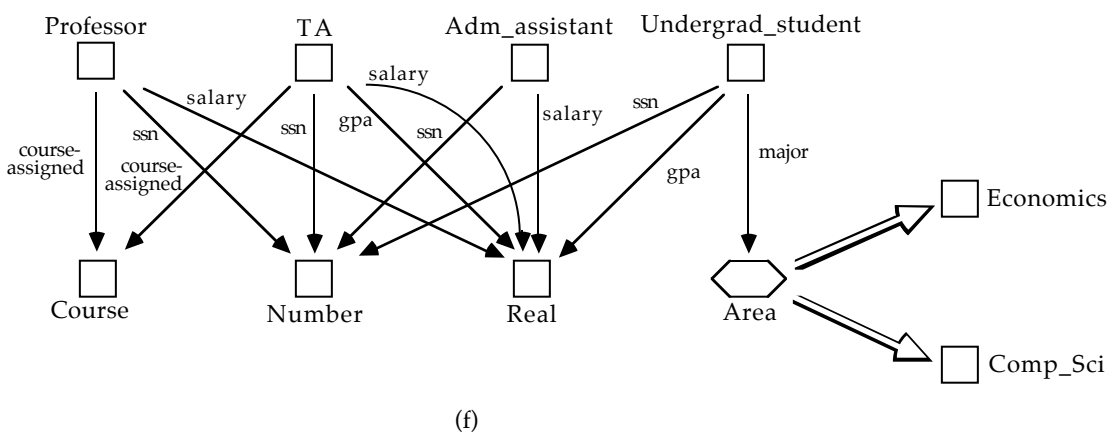 Professor
TA
Adm_assistant
Undergrad_student
salary
salary
ssn
gpa
ssn
ssn
salary
ssn
course-
assigned
course-
assigned
gpa
major
Economics
Course
Number
Real
Area
Comp_Sci
(f)